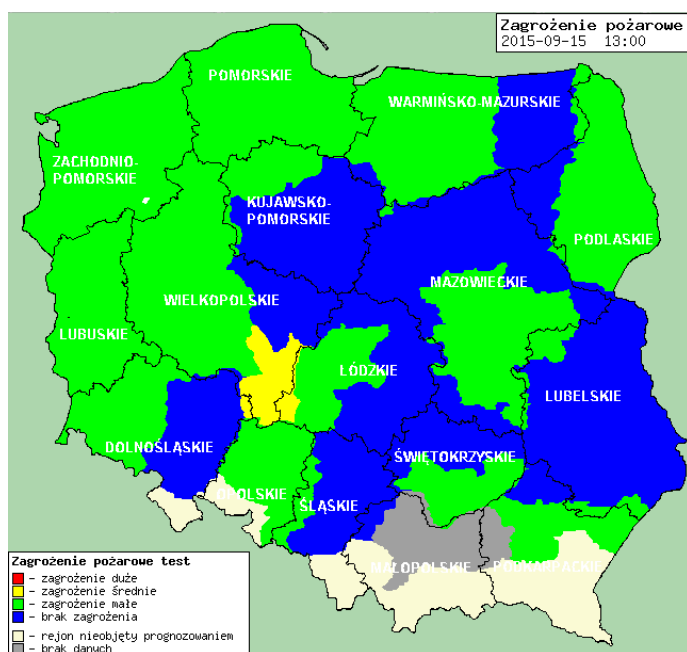 Zagrożenie pożarowe
2015-09-15 13:00
POMORSKIE
WARMIŃSKO-MAZURSKIE
ZACHODNIO-
POMORSKIE
KUJAWSKO-
POMORSKIE
PODLASKIE
MAZOWIECKIE
WIELKOPOLSKIE
LUBUSKIE
ŁÓDZKIE
LUBELSKIE
DOLNOŚLĄSKIE
ŚWIĘTOKRZYSKIE
OPOLSKIE
ŚLĄSKIE
MAŁOPOLSKIE
PODKARPACKIE
Zagrożenie pożarowe test
- zagrożenie duże
- zagrożenie średnie
- zagrożenie małe
- brak zagrożenia
- rejon nieobjęty prognozowaniem
- brak danych